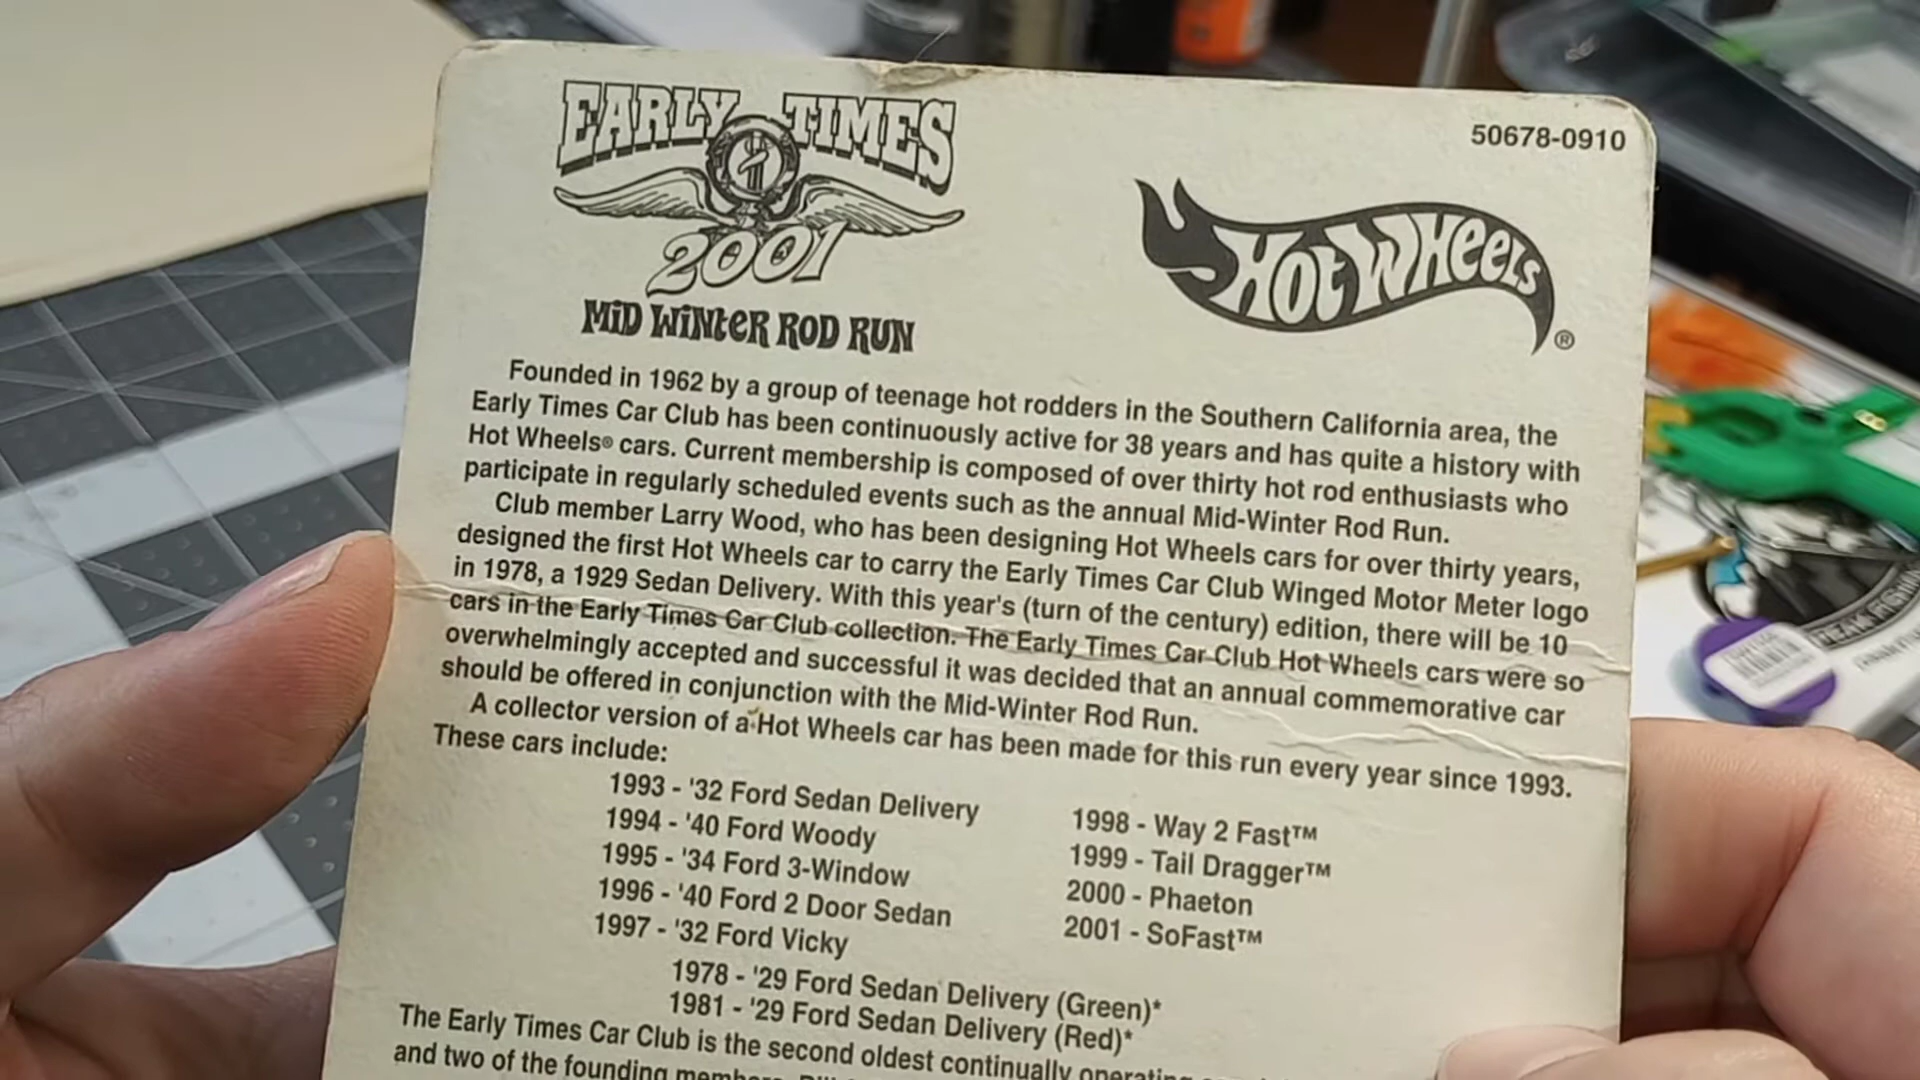 EARLY TIMES
2001
MiD WiNteR ROD RUN
50678-0910
Hot Wheels ®
Founded in 1962 by a group of teenage hot rodders in the Southern California area, the
Early Times Car Club has been continuously active for 38 years and has quite a history with
Hot Wheels® cars. Current membership is composed of over thirty hot rod enthusiasts who
participate in regularly scheduled events such as the annual Mid-Winter Rod Run.
Club member Larry Wood, who has been designing Hot Wheels cars for over thirty years,
designed the first Hot Wheels car to carry the Early Times Car Club Winged Motor Meter logo
in 1978, a 1929 Sedan Delivery. With this year's (turn of the century) edition, there will be 10
cars in the Early Times Car Club collection. The Early Times Car Club Hot Wheels cars were so
overwhelmingly accepted and successful it was decided that an annual commemorative car
should be offered in conjunction with the Mid-Winter Rod Run.
A collector version of a Hot Wheels car has been made for this run every year since 1993.
These cars include:
1993 - '32 Ford Sedan Delivery
1994 - '40 Ford Woody
1995 - '34 Ford 3-Window
1996 - '40 Ford 2 Door Sedan
1997 - '32 Ford Vicky
1998 - Way 2 Fast™
1999 - Tail Dragger™
2000 - Phaeton
2001 - SoFast™
1978 - '29 Ford Sedan Delivery (Green)*
1981 - '29 Ford Sedan Delivery (Red)*
The Early Times Car Club is the second oldest continually operating
and two of the founding members,